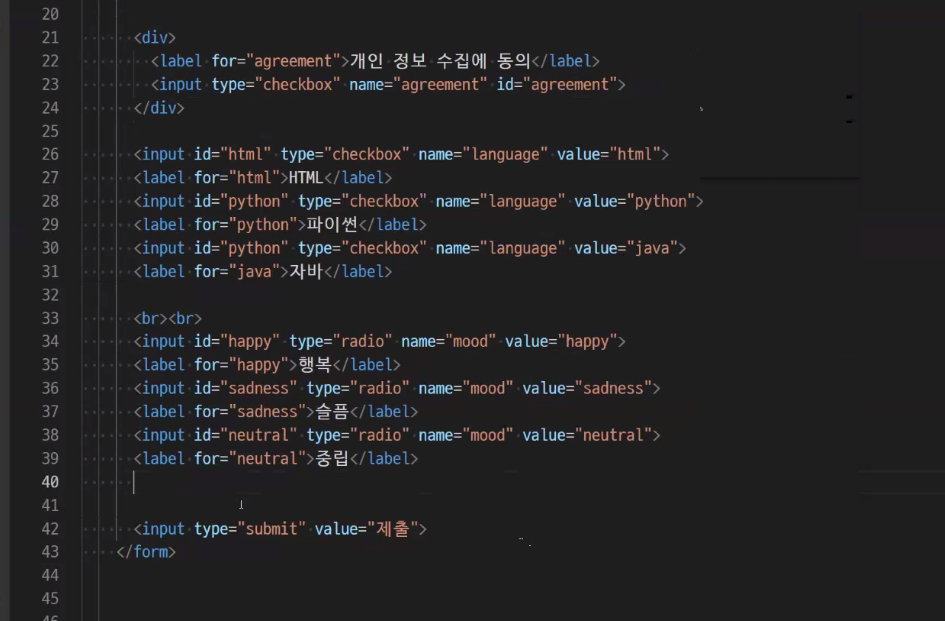 20
21 <div>
22 <label for="agreement">개인 정보 수집에 동의</label>
23 <input type="checkbox" name="agreement" id="agreement">
24 </div>
25
26 <input id="html" type="checkbox" name="language" value="html">
27 <label for="html">HTML</label>
28 <input id="python" type="checkbox" name="language" value="python">
29 <label for="python">파이썬</label>
30 <input id="python" type="checkbox" name="language" value="java">
31 <label for="java">자바</label>
32
33 <br><br>
34 <input id="happy" type="radio" name="mood" value="happy">
35 <label for="happy">행복</label>
36 <input id="sadness" type="radio" name="mood" value="sadness">
37 <label for="sadness">슬픔</label>
38 <input id="neutral" type="radio" name="mood" value="neutral">
39 <label for="neutral">중립</label>
40
41
42 <input type="submit" value="제출">
43 </form>
44
45
46